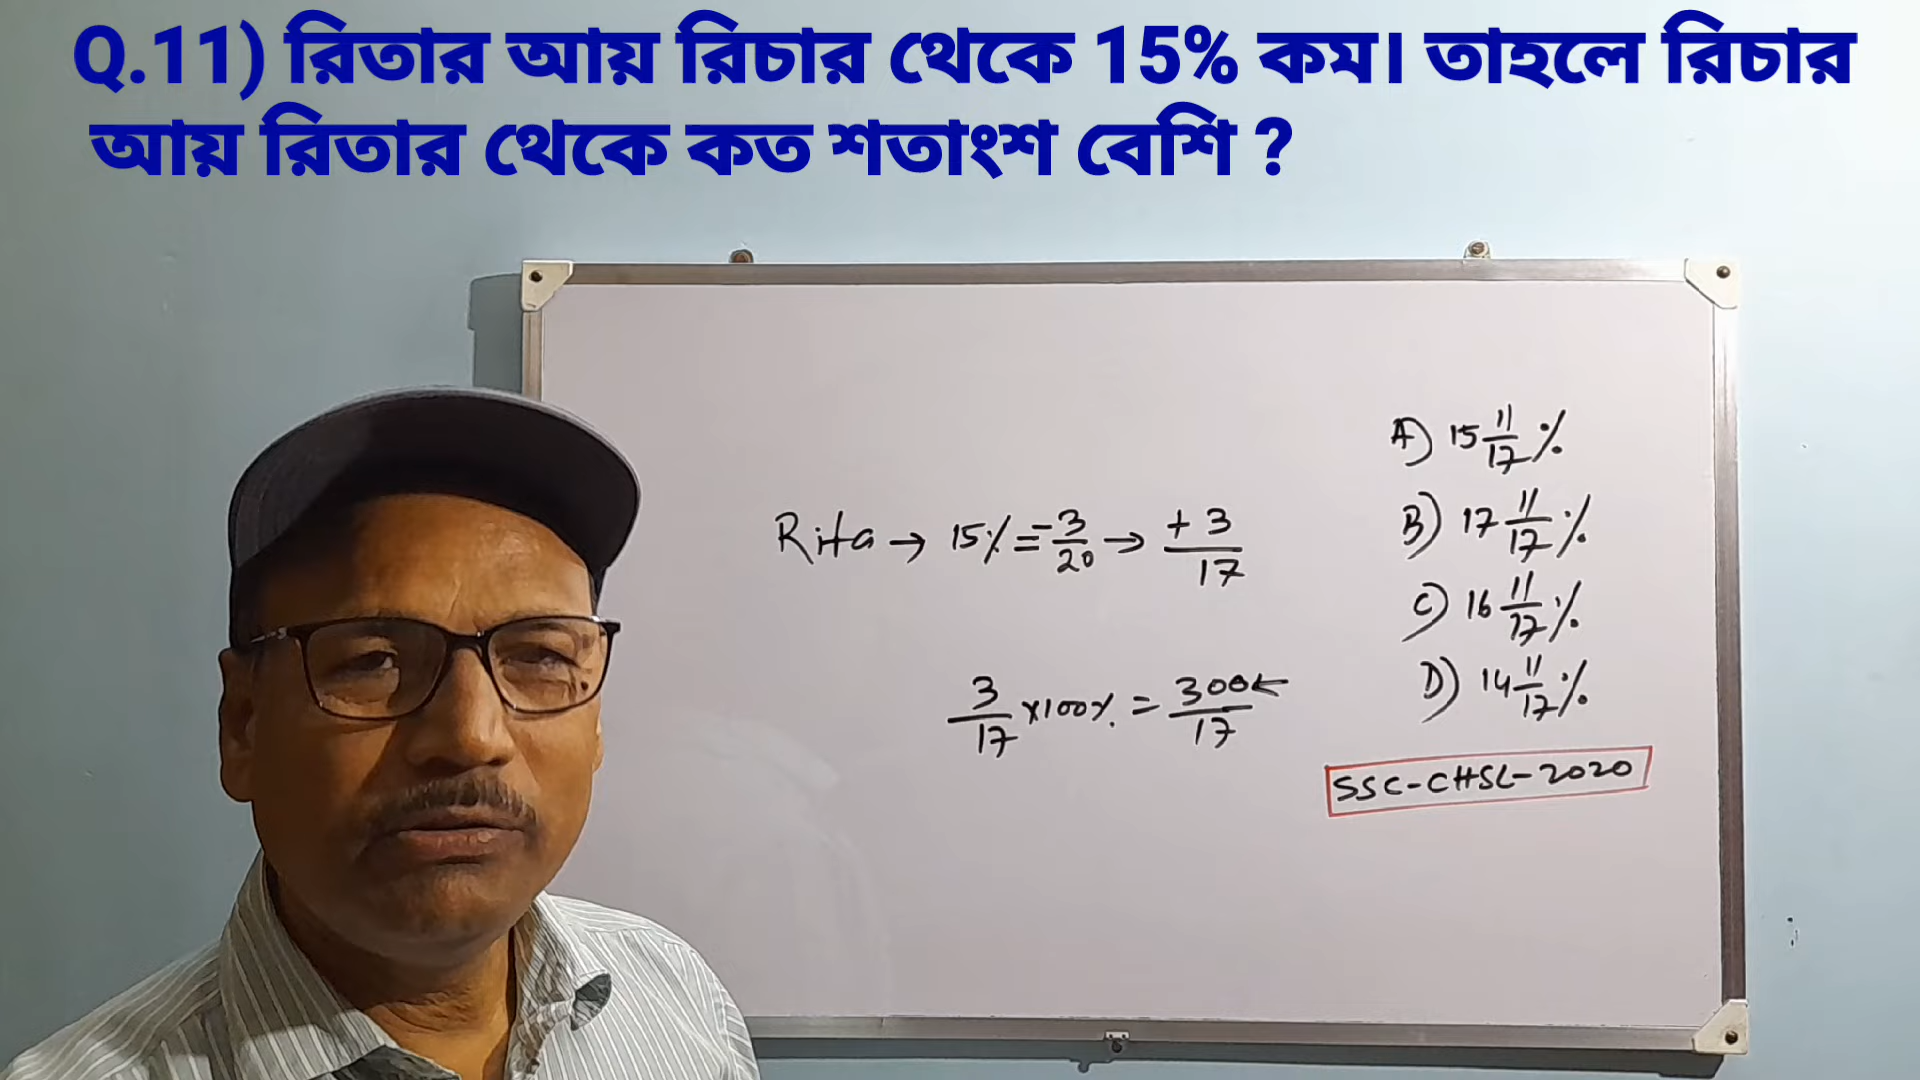 Q.11) রিতার আয় রিচার থেকে 15% কম। তাহলে রিচার
আয় রিতার থেকে কত শতাংশ বেশি ?
A) 15 11/17 %
Rita → 15% = -3/20 → +3/17
B) 17 11/17 %
C) 16 11/17 %
3/17 ×100% = 300/17
D) 14 11/17 %
SSC-CHSL-2020